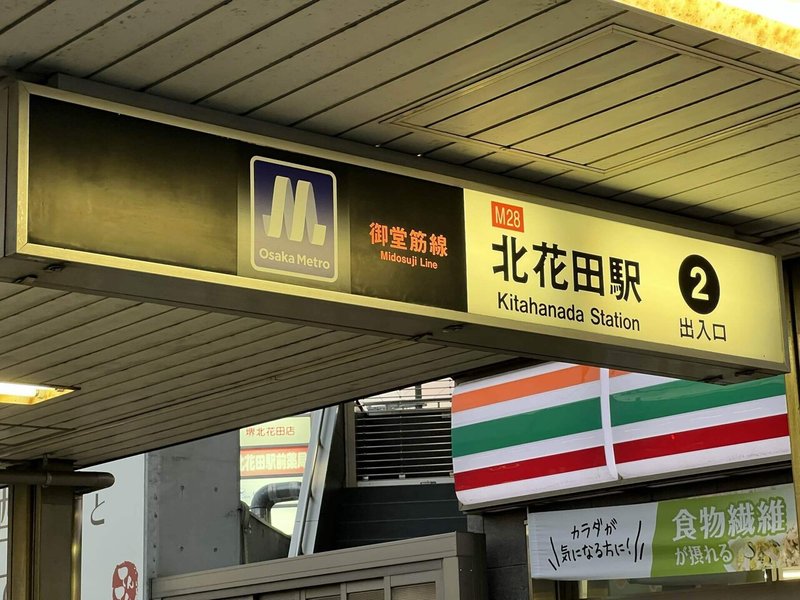 Osaka Metro
御堂筋線
Midosuji Line
M28
北花田駅
Kitahanada Station
2
出入口
堺北花田店
北花田駅前薬局
と
カラダが
気になる方に!
食物繊維
が摂れる